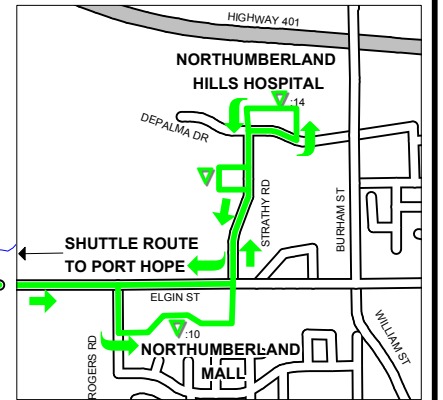 HIGHWAY 401
NORTHUMBERLAND
HILLS HOSPITAL
:14
DEPALMA DR
STRATHY RD
BURHAM ST
SHUTTLE ROUTE
TO PORT HOPE
ELGIN ST
:10
NORTHUMBERLAND
MALL
ROGERS RD
WILLIAM ST